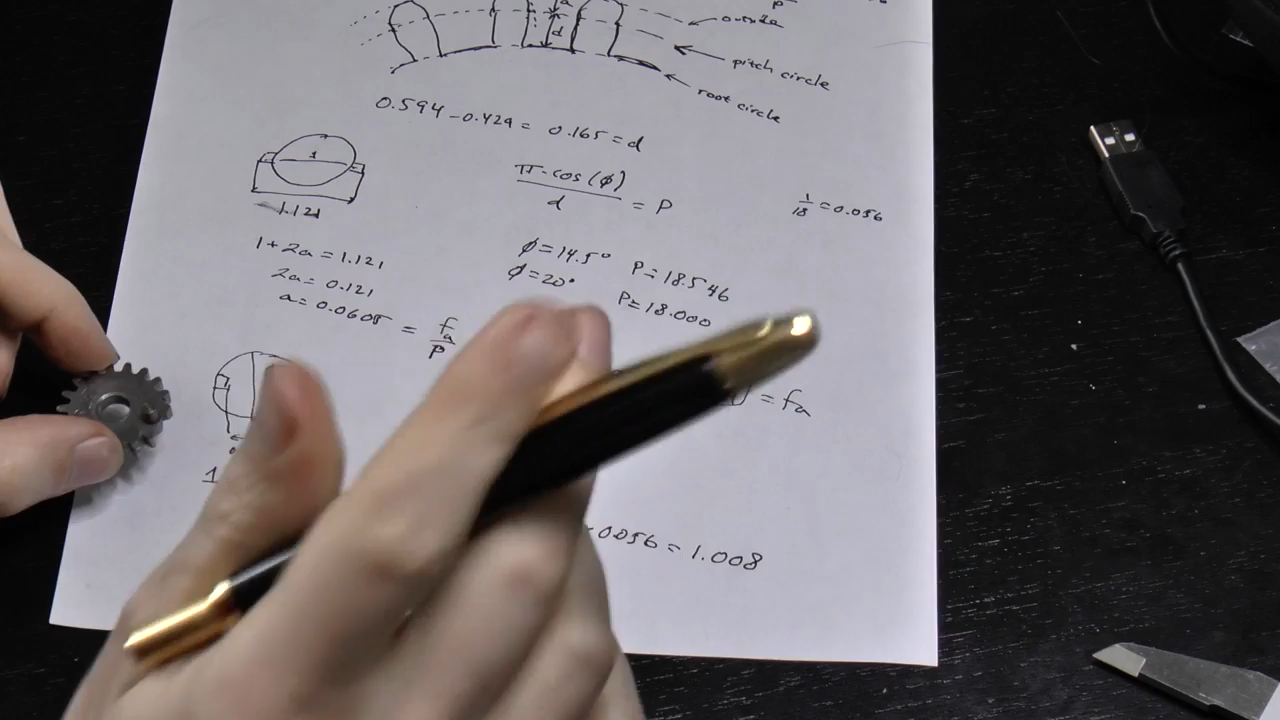 a
p
outside
d
pitch circle
root circle
0.594 - 0.429 = 0.165 = d
1
1.121
π·cos(ϕ)
d
= P
1/18 = 0.056
1 + 2a = 1.121
2a = 0.121
a = 0.0605 = fa/P
ϕ = 14.5° P = 18.546
ϕ = 20° P = 18.000
= fa
1
.0056 = 1.008